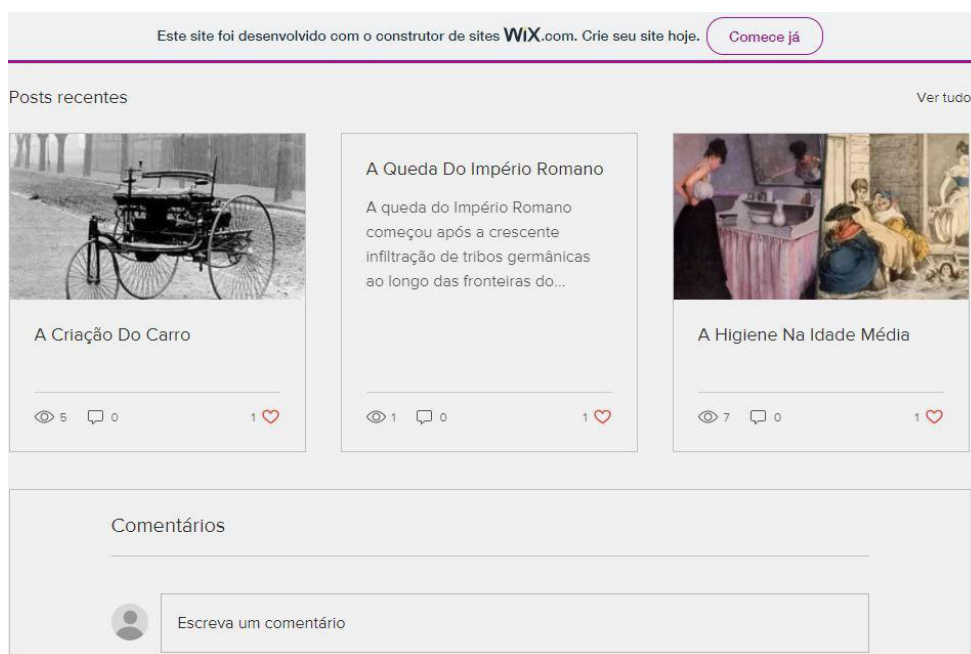 Este site foi desenvolvido com o construtor de sites WiX.com. Crie seu site hoje. Comece já
Posts recentes
Ver tudo
A Criação Do Carro
5 0 1
A Queda Do Império Romano
A queda do Império Romano
começou após a crescente
infiltração de tribos germânicas
ao longo das fronteiras do...
1 0 1
A Higiene Na Idade Média
7 0 1
Comentários
Escreva um comentário